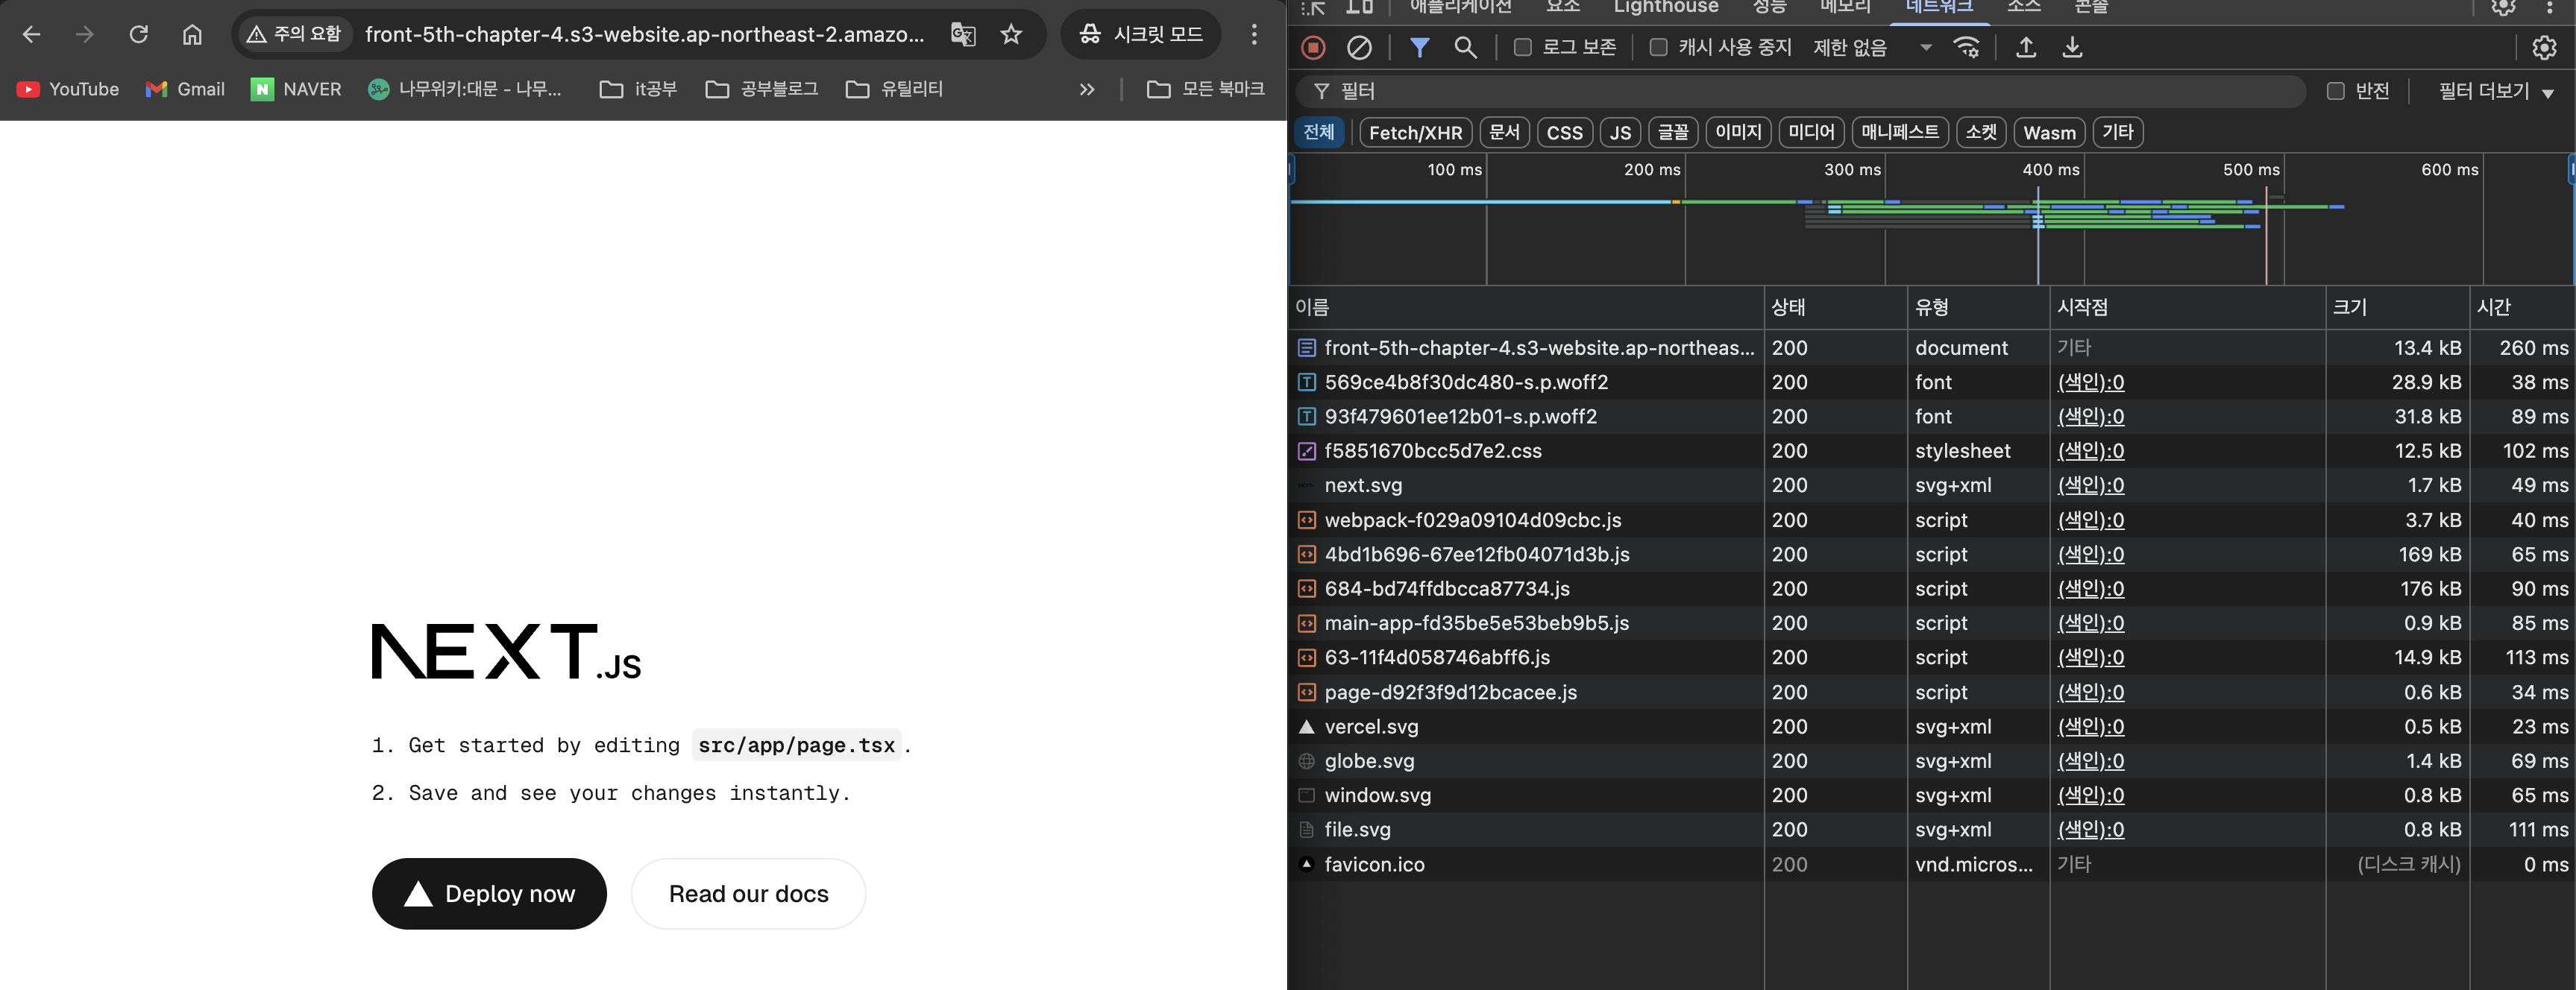 주의 요함 front-5th-chapter-4.s3-website.ap-northeast-2.amazo... 시크릿 모드
YouTube Gmail NAVER 나무위키:대문 - 나무... it공부 공부블로그 유틸리티 » 모든 북마크
NEXT.JS
1. Get started by editing src/app/page.tsx.
2. Save and see your changes instantly.
Deploy now Read our docs
애플리케이션 요소 Lighthouse 성능 메모리 네트워크 소스 콘솔
로그 보존 캐시 사용 중지 제한 없음
필터 반전 필터 더보기
전체 Fetch/XHR 문서 CSS JS 글꼴 이미지 미디어 매니페스트 소켓 Wasm 기타
100 ms 200 ms 300 ms 400 ms 500 ms 600 ms
이름 상태 유형 시작점 크기 시간
front-5th-chapter-4.s3-website.ap-northeas... 200 document 기타 13.4 kB 260 ms
569ce4b8f30dc480-s.p.woff2 200 font (색인):0 28.9 kB 38 ms
93f479601ee12b01-s.p.woff2 200 font (색인):0 31.8 kB 89 ms
f5851670bcc5d7e2.css 200 stylesheet (색인):0 12.5 kB 102 ms
next.svg 200 svg+xml (색인):0 1.7 kB 49 ms
webpack-f029a09104d09cbc.js 200 script (색인):0 3.7 kB 40 ms
4bd1b696-67ee12fb04071d3b.js 200 script (색인):0 169 kB 65 ms
684-bd74ffdbcca87734.js 200 script (색인):0 176 kB 90 ms
main-app-fd35be5e53beb9b5.js 200 script (색인):0 0.9 kB 85 ms
63-11f4d058746abff6.js 200 script (색인):0 14.9 kB 113 ms
page-d92f3f9d12bcacee.js 200 script (색인):0 0.6 kB 34 ms
vercel.svg 200 svg+xml (색인):0 0.5 kB 23 ms
globe.svg 200 svg+xml (색인):0 1.4 kB 69 ms
window.svg 200 svg+xml (색인):0 0.8 kB 65 ms
file.svg 200 svg+xml (색인):0 0.8 kB 111 ms
favicon.ico 200 vnd.micros... 기타 (디스크 캐시) 0 ms